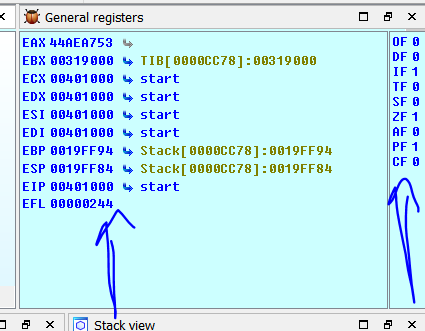 General registers
EAX 44AEA753
EBX 00319000 TIB[0000CC78]:00319000
ECX 00401000 start
EDX 00401000 start
ESI 00401000 start
EDI 00401000 start
EBP 0019FF94 Stack[0000CC78]:0019FF94
ESP 0019FF84 Stack[0000CC78]:0019FF84
EIP 00401000 start
EFL 00000244
OF 0
DF 0
IF 1
TF 0
SF 0
ZF 1
AF 0
PF 1
CF 0
Stack view